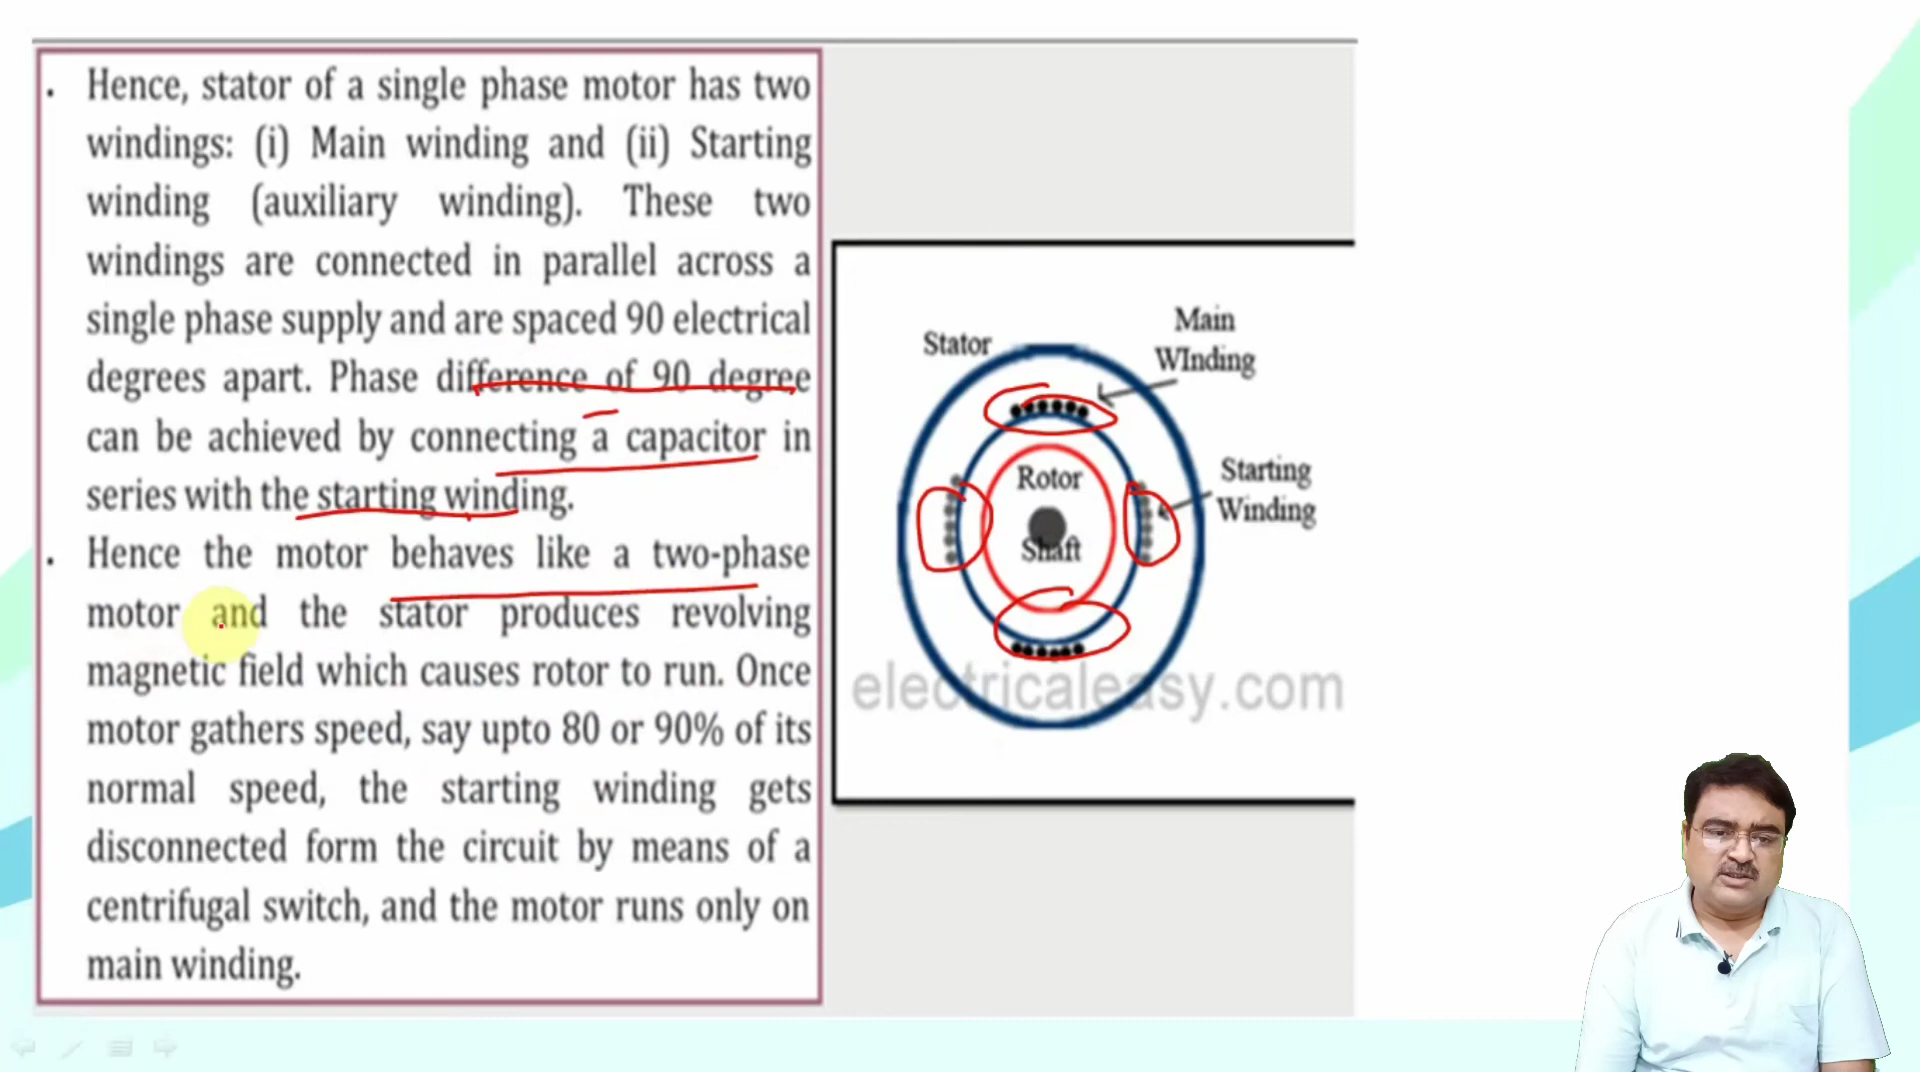 Hence, stator of a single phase motor has two
windings: (i) Main winding and (ii) Starting
winding (auxiliary winding). These two
windings are connected in parallel across a
single phase supply and are spaced 90 electrical
degrees apart. Phase difference of 90 degree
can be achieved by connecting a capacitor in
series with the starting winding.
Hence the motor behaves like a two-phase
motor and the stator produces revolving
magnetic field which causes rotor to run. Once
motor gathers speed, say upto 80 or 90% of its
normal speed, the starting winding gets
disconnected form the circuit by means of a
centrifugal switch, and the motor runs only on
main winding.
Stator
Main
WInding
Rotor
Shaft
Starting
Winding
electricaleasy.com